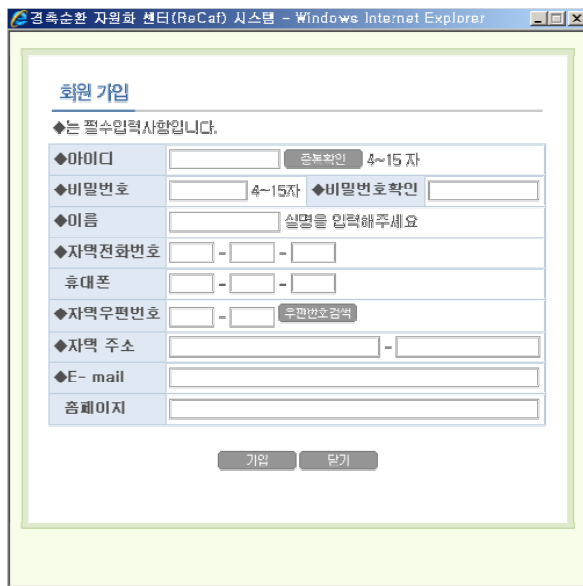 경축순환 자원화 센터(ReCaf) 시스템 - Windows Internet Explorer
회원 가입
◆는 필수입력사항입니다.
◆아이디 중복확인 4~15 자
◆비밀번호 4~15자 ◆비밀번호확인
◆이름 실명을 입력해주세요
◆자택전화번호 - -
휴대폰 - -
◆자택우편번호 - 우편번호검색
◆자택 주소 -
◆E- mail
홈페이지
가입 닫기